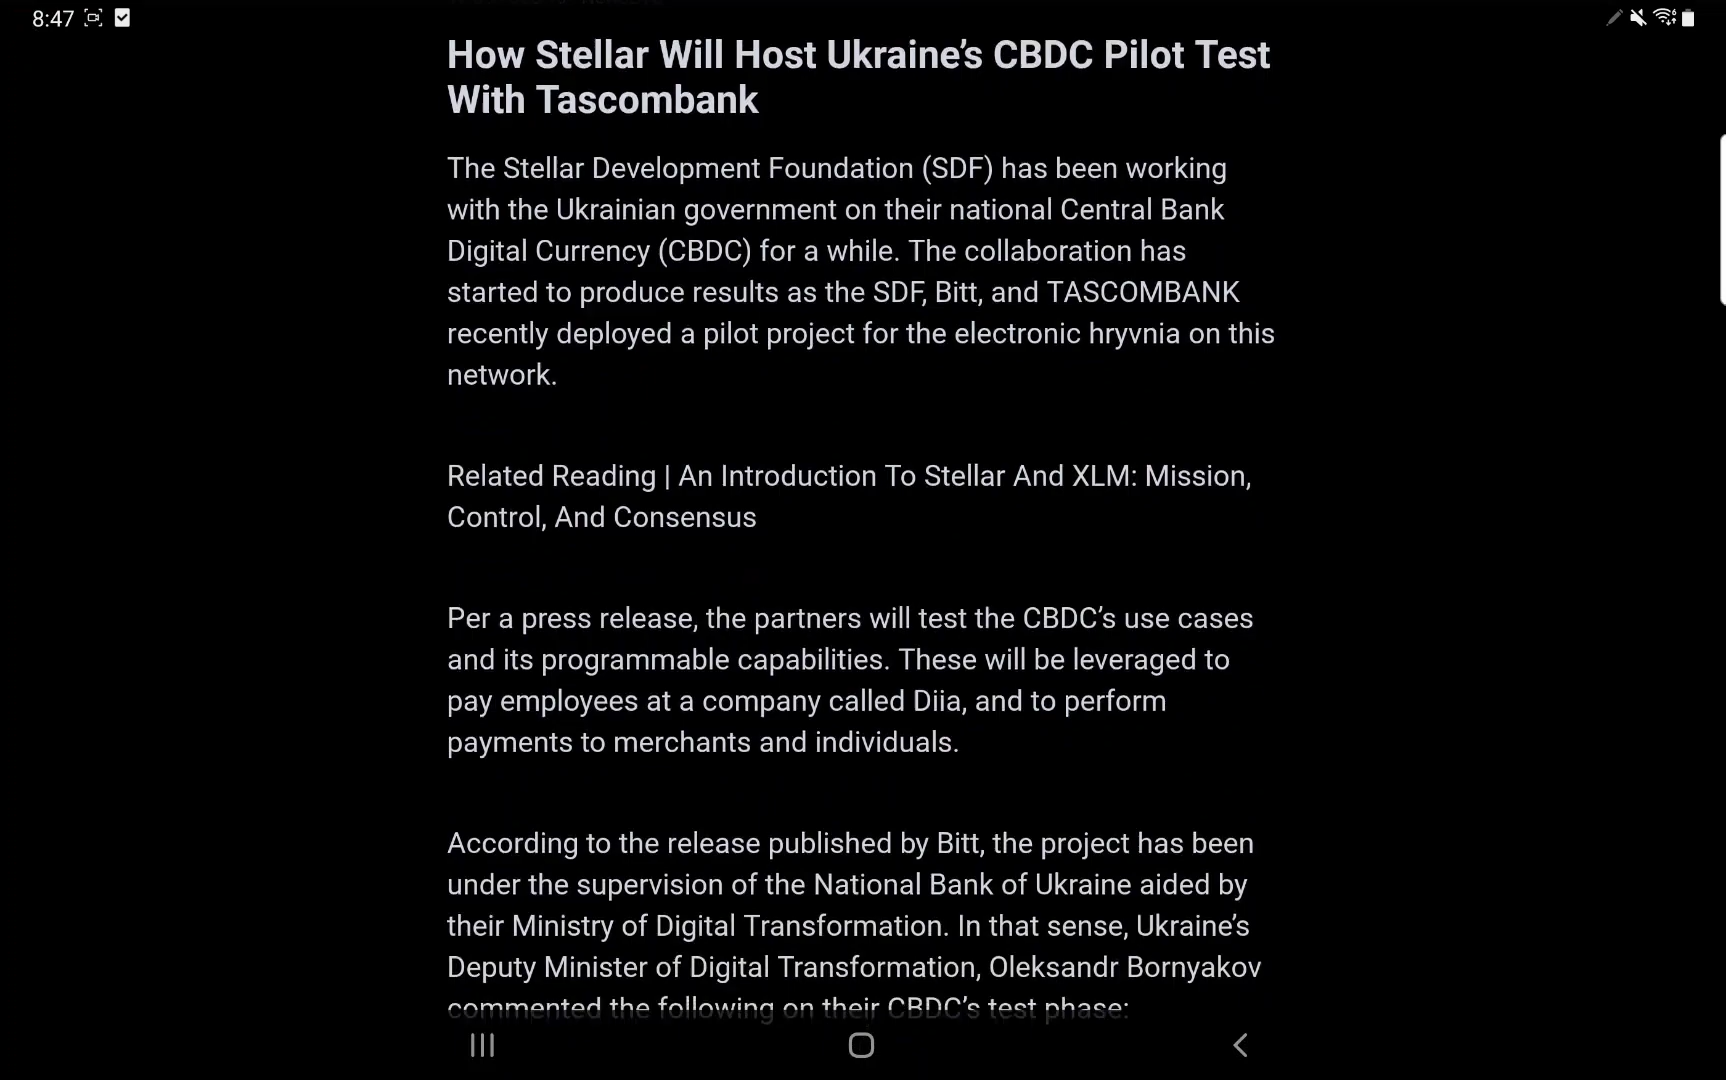 8:47
How Stellar Will Host Ukraine’s CBDC Pilot Test
With Tascombank
The Stellar Development Foundation (SDF) has been working
with the Ukrainian government on their national Central Bank
Digital Currency (CBDC) for a while. The collaboration has
started to produce results as the SDF, Bitt, and TASCOMBANK
recently deployed a pilot project for the electronic hryvnia on this
network.
Related Reading | An Introduction To Stellar And XLM: Mission,
Control, And Consensus
Per a press release, the partners will test the CBDC’s use cases
and its programmable capabilities. These will be leveraged to
pay employees at a company called Diia, and to perform
payments to merchants and individuals.
According to the release published by Bitt, the project has been
under the supervision of the National Bank of Ukraine aided by
their Ministry of Digital Transformation. In that sense, Ukraine’s
Deputy Minister of Digital Transformation, Oleksandr Bornyakov
commented the following on their CBDC’s test phase: